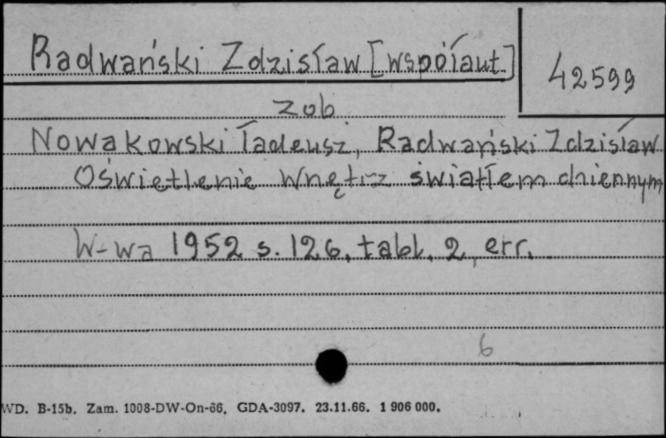 Radwański Zdzisław [współaut.]
42599
zob
Nowakowski Tadeusz, Radwański Zdzisław
Oświetlenie wnętrz światłem dziennym
W-wa 1952 s. 126, tabl. 2, err.
6
WD. B-15b. Zam. 1008-DW-On-66. GDA-3097. 23.11.66. 1 906 000.